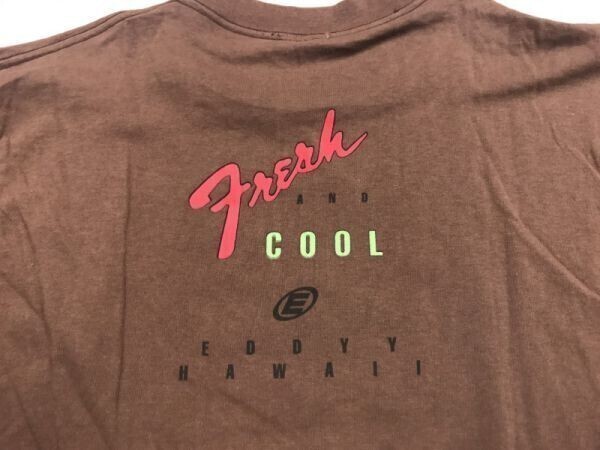 Fresh
AND
COOL
E
EDDYY
HAWAII